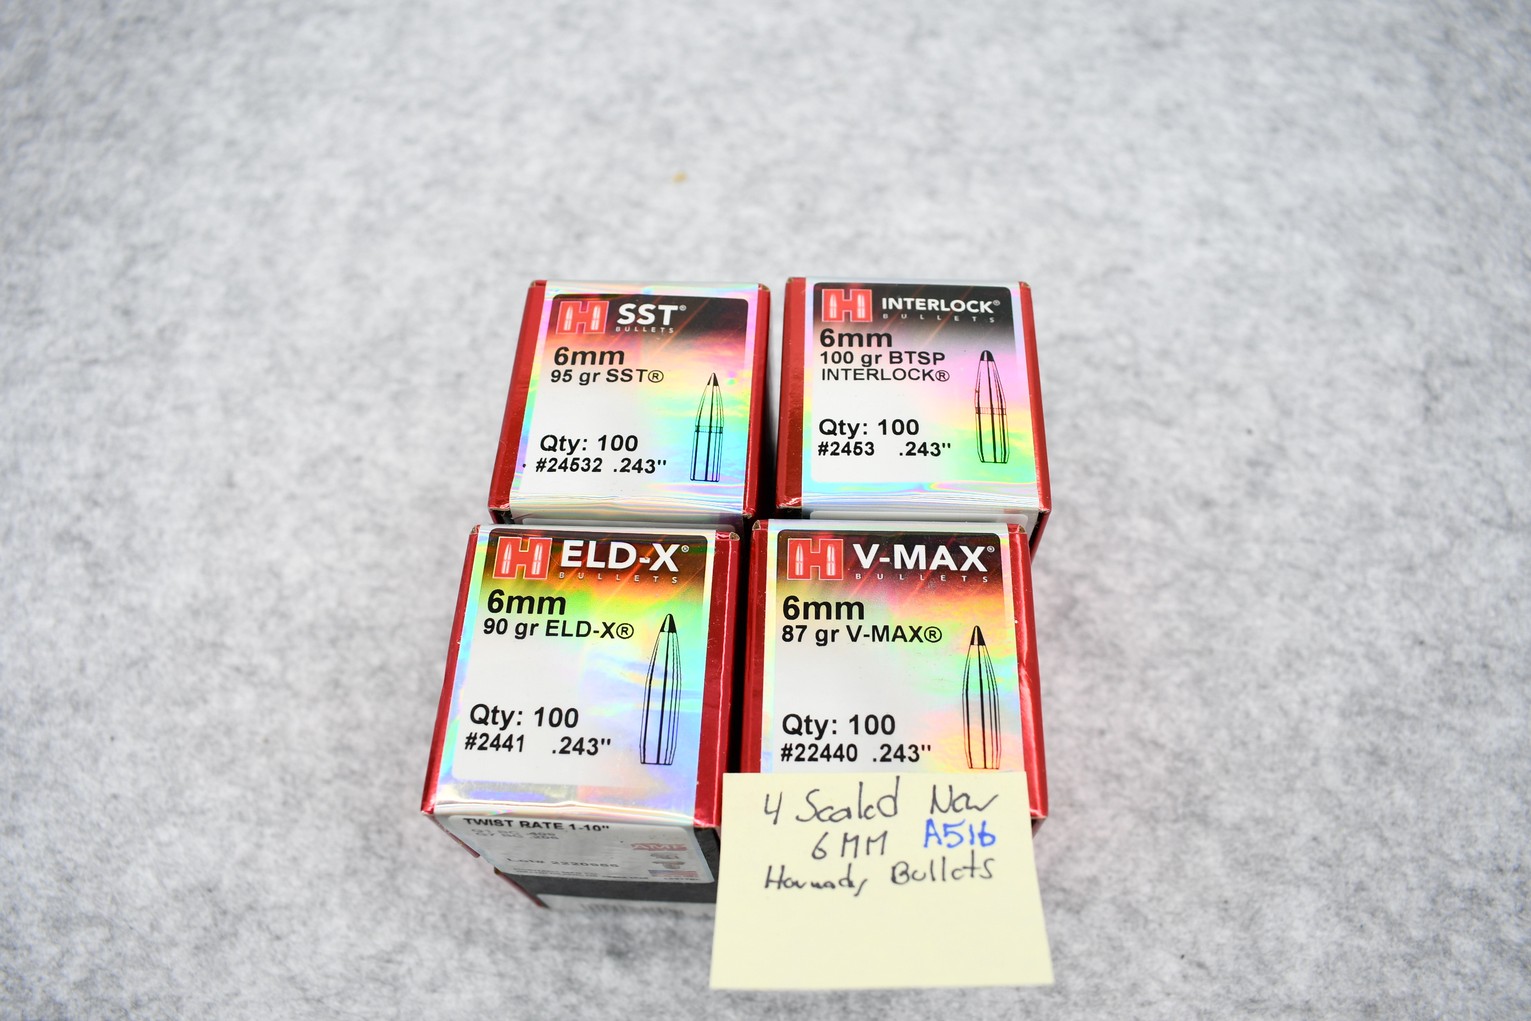 SST®
BULLETS
6mm
95 gr SST®
Qty: 100
#24532 .243"
INTERLOCK®
BULLETS
6mm
100 gr BTSP
INTERLOCK®
Qty: 100
#2453 .243"
ELD-X®
BULLETS
6mm
90 gr ELD-X®
Qty: 100
#2441 .243"
TWIST RATE 1-10"
V-MAX®
BULLETS
6mm
87 gr V-MAX®
Qty: 100
#22440 .243"
4 Sealed New
6MM A516
Hornady Bullets